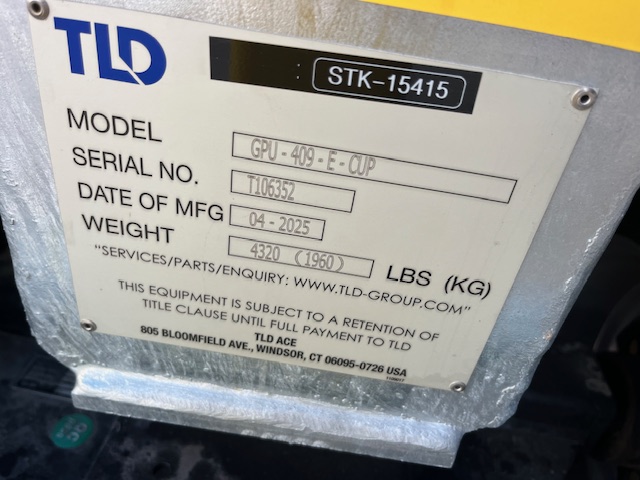 TLD
STK-15415
MODEL GPU-409-E-CUP
SERIAL NO. T106352
DATE OF MFG 04-2025
WEIGHT 4320 (1960) LBS (KG)
"SERVICES/PARTS/ENQUIRY: WWW.TLD-GROUP.COM"
THIS EQUIPMENT IS SUBJECT TO A RETENTION OF
TITLE CLAUSE UNTIL FULL PAYMENT TO TLD
TLD ACE
805 BLOOMFIELD AVE., WINDSOR, CT 06095-0726 USA